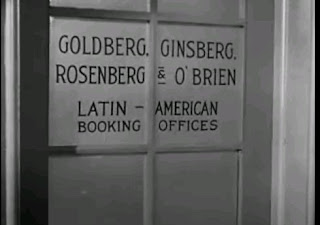 GOLDBERG, GINSBERG,
ROSENBERG & O'BRIEN
LATIN - AMERICAN
BOOKING OFFICES